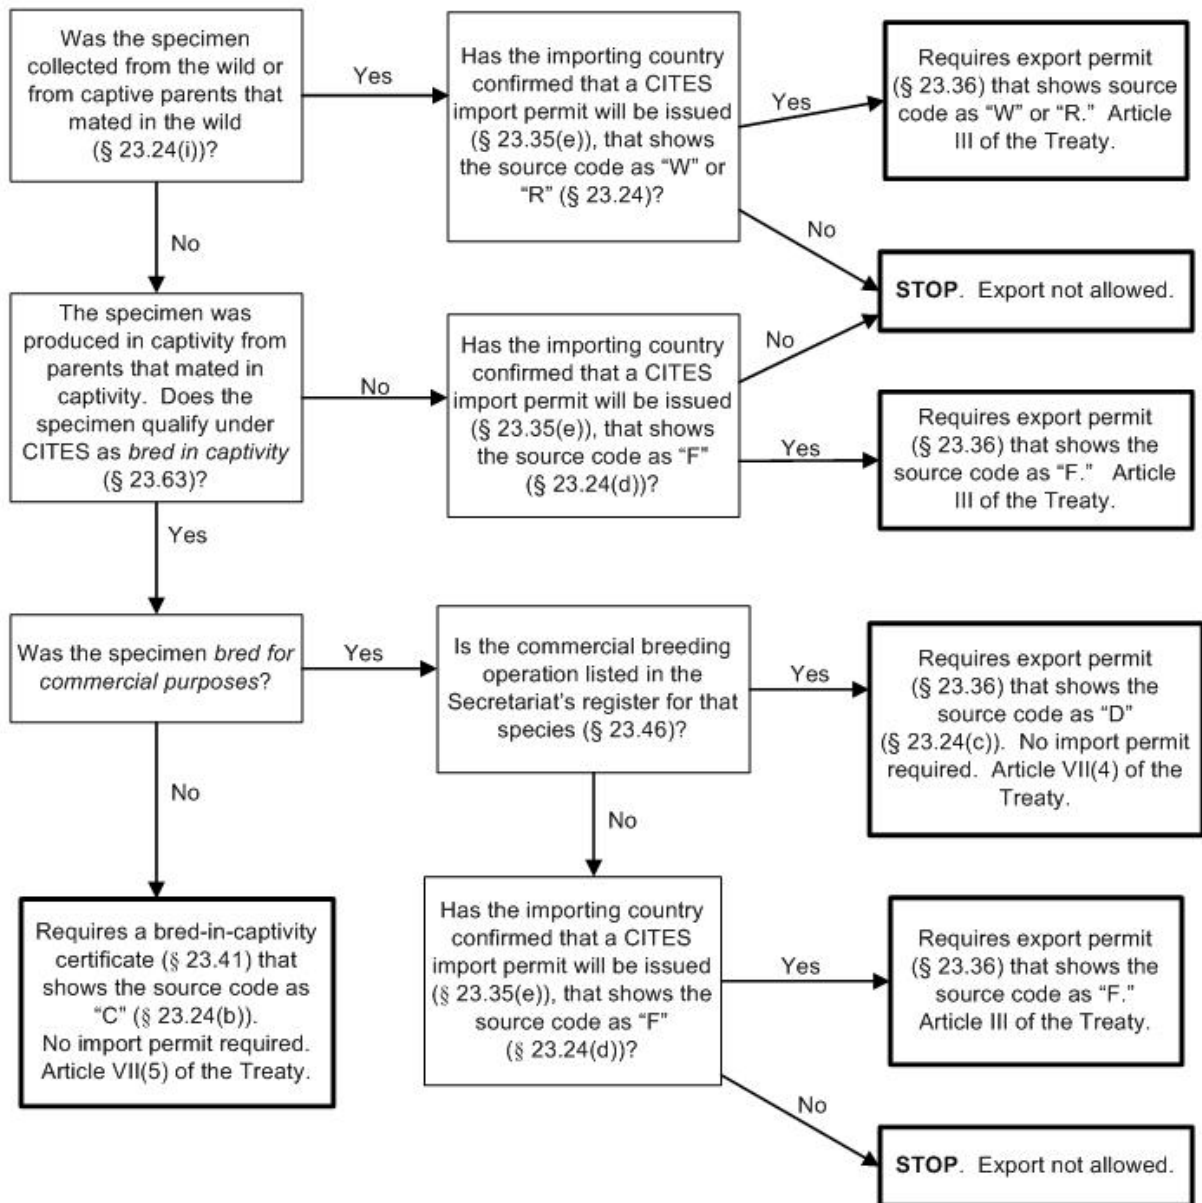 Was the specimen
collected from the wild or
from captive parents that
mated in the wild
(§ 23.24(i))?
Yes
Has the importing country
confirmed that a CITES
import permit will be issued
(§ 23.35(e)), that shows
the source code as “W” or
“R” (§ 23.24)?
Yes
Requires export permit
(§ 23.36) that shows source
code as “W” or “R.” Article
III of the Treaty.
No
No
STOP. Export not allowed.
The specimen was
produced in captivity from
parents that mated in
captivity. Does the
specimen qualify under
CITES as bred in captivity
(§ 23.63)?
No
Has the importing country
confirmed that a CITES
import permit will be issued
(§ 23.35(e)), that shows
the source code as “F”
(§ 23.24(d))?
No
Yes
Requires export permit
(§ 23.36) that shows the
source code as “F.” Article
III of the Treaty.
Yes
Was the specimen bred for
commercial purposes?
Yes
Is the commercial breeding
operation listed in the
Secretariat’s register for that
species (§ 23.46)?
Yes
Requires export permit
(§ 23.36) that shows the
source code as “D”
(§ 23.24(c)). No import permit
required. Article VII(4) of the
Treaty.
No
No
Requires a bred-in-captivity
certificate (§ 23.41) that
shows the source code as
“C” (§ 23.24(b)).
No import permit required.
Article VII(5) of the Treaty.
Has the importing country
confirmed that a CITES
import permit will be issued
(§ 23.35(e)), that shows the
source code as “F”
(§ 23.24(d))?
Yes
Requires export permit
(§ 23.36) that shows the
source code as “F.”
Article III of the Treaty.
No
STOP. Export not allowed.